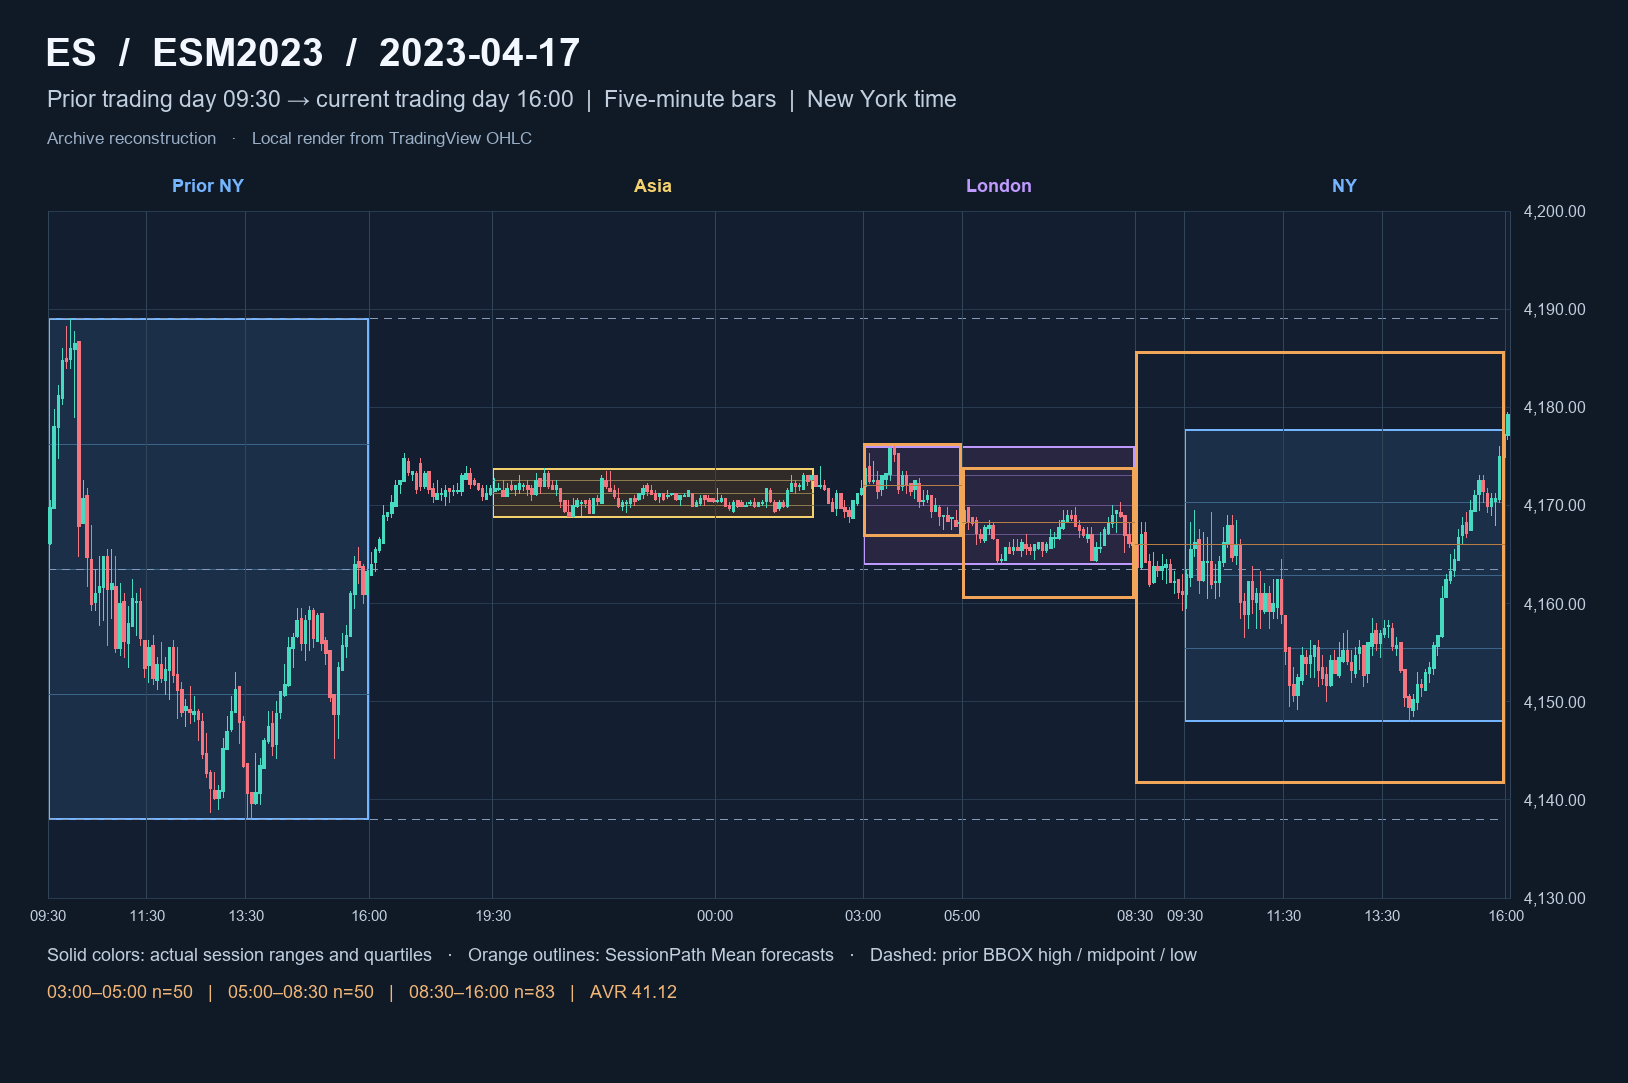 ES / ESM2023 / 2023-04-17
Prior trading day 09:30 → current trading day 16:00 | Five-minute bars | New York time
Archive reconstruction · Local render from TradingView OHLC
Prior NY Asia London NY
4,200.00
4,190.00
4,180.00
4,170.00
4,160.00
4,150.00
4,140.00
4,130.00
09:30 11:30 13:30 16:00 19:30 00:00 03:00 05:00 08:30 09:30 11:30 13:30 16:00
Solid colors: actual session ranges and quartiles · Orange outlines: SessionPath Mean forecasts · Dashed: prior BBOX high / midpoint / low
03:00–05:00 n=50 | 05:00–08:30 n=50 | 08:30–16:00 n=83 | AVR 41.12